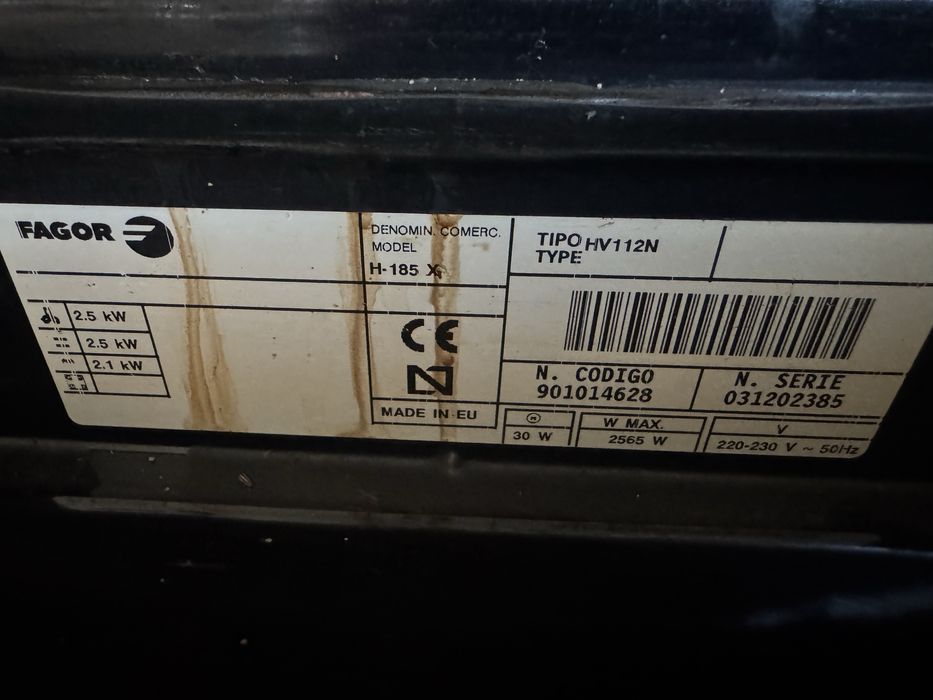 FAGOR
DENOMIN. COMERC.
MODEL
H-185 X
TIPO HV112N
TYPE
2.5 kW
2.5 kW
2.1 kW
CE
N
MADE IN EU
N. CODIGO
901014628
N. SERIE
031202385
30 W
W MAX.
2565 W
V
220-230 V ~ 50Hz